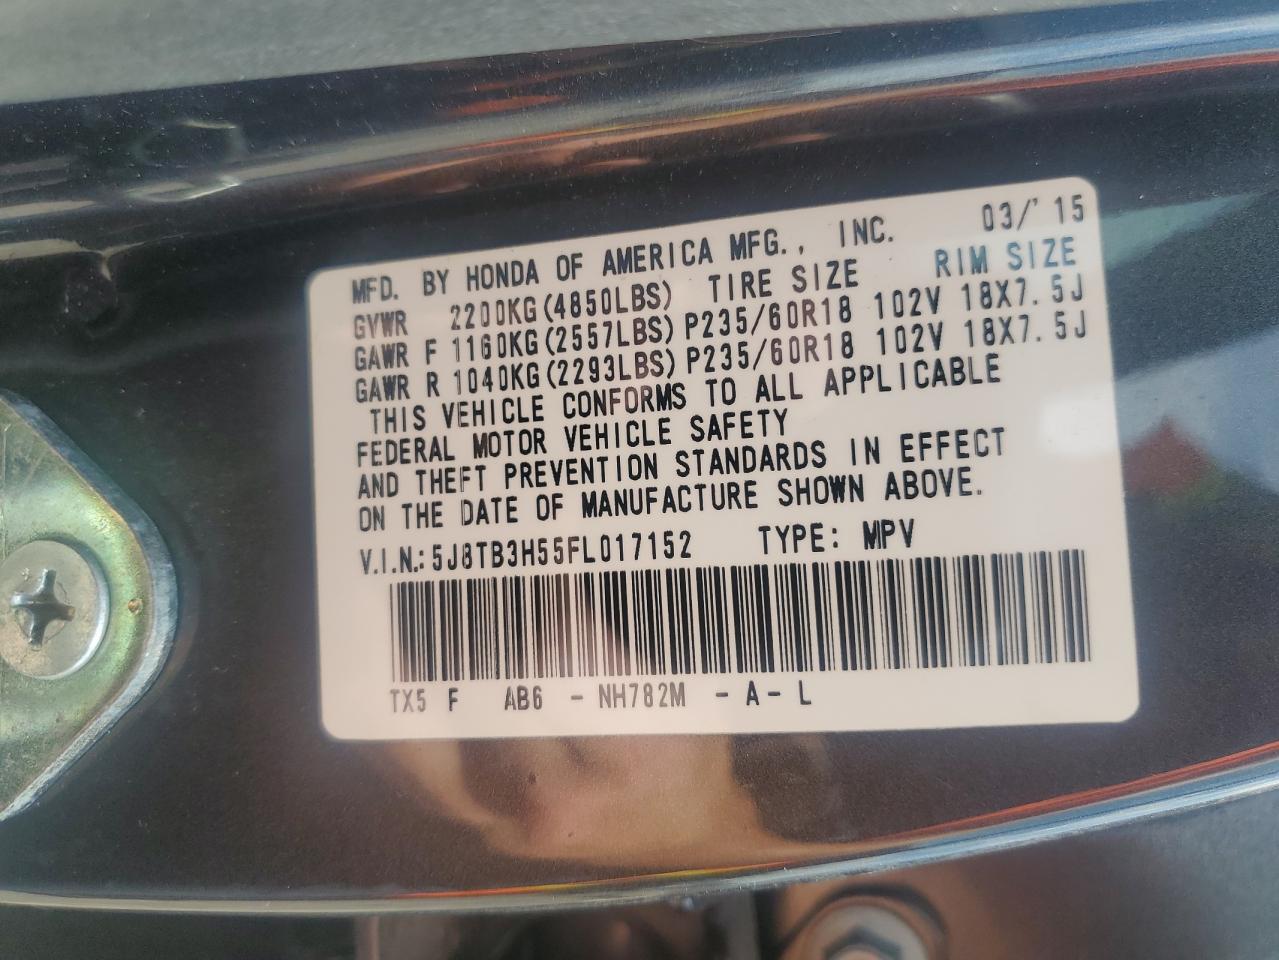 MFD. BY HONDA OF AMERICA MFG., INC. 03/'15
GVWR 2200KG(4850LBS) TIRE SIZE RIM SIZE
GAWR F 1160KG(2557LBS) P235/60R18 102V 18X7.5J
GAWR R 1040KG(2293LBS) P235/60R18 102V 18X7.5J
THIS VEHICLE CONFORMS TO ALL APPLICABLE
FEDERAL MOTOR VEHICLE SAFETY
AND THEFT PREVENTION STANDARDS IN EFFECT
ON THE DATE OF MANUFACTURE SHOWN ABOVE.
V.I.N.:5J8TB3H55FL017152 TYPE: MPV
TX5 F AB6 - NH782M - A - L